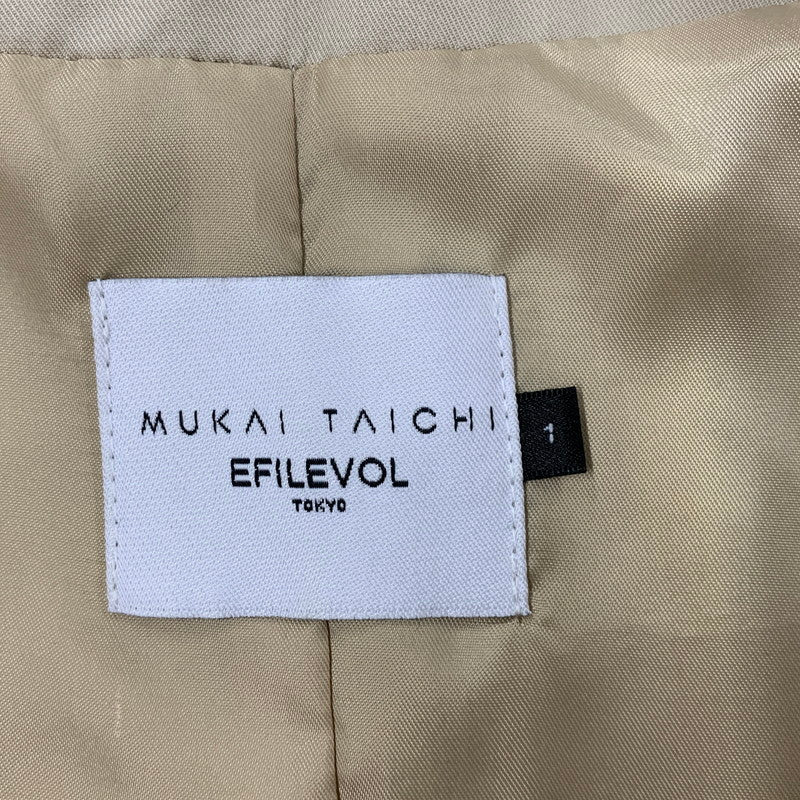 MUKAI TAICHI
EFILEVOL
TOKYO
1